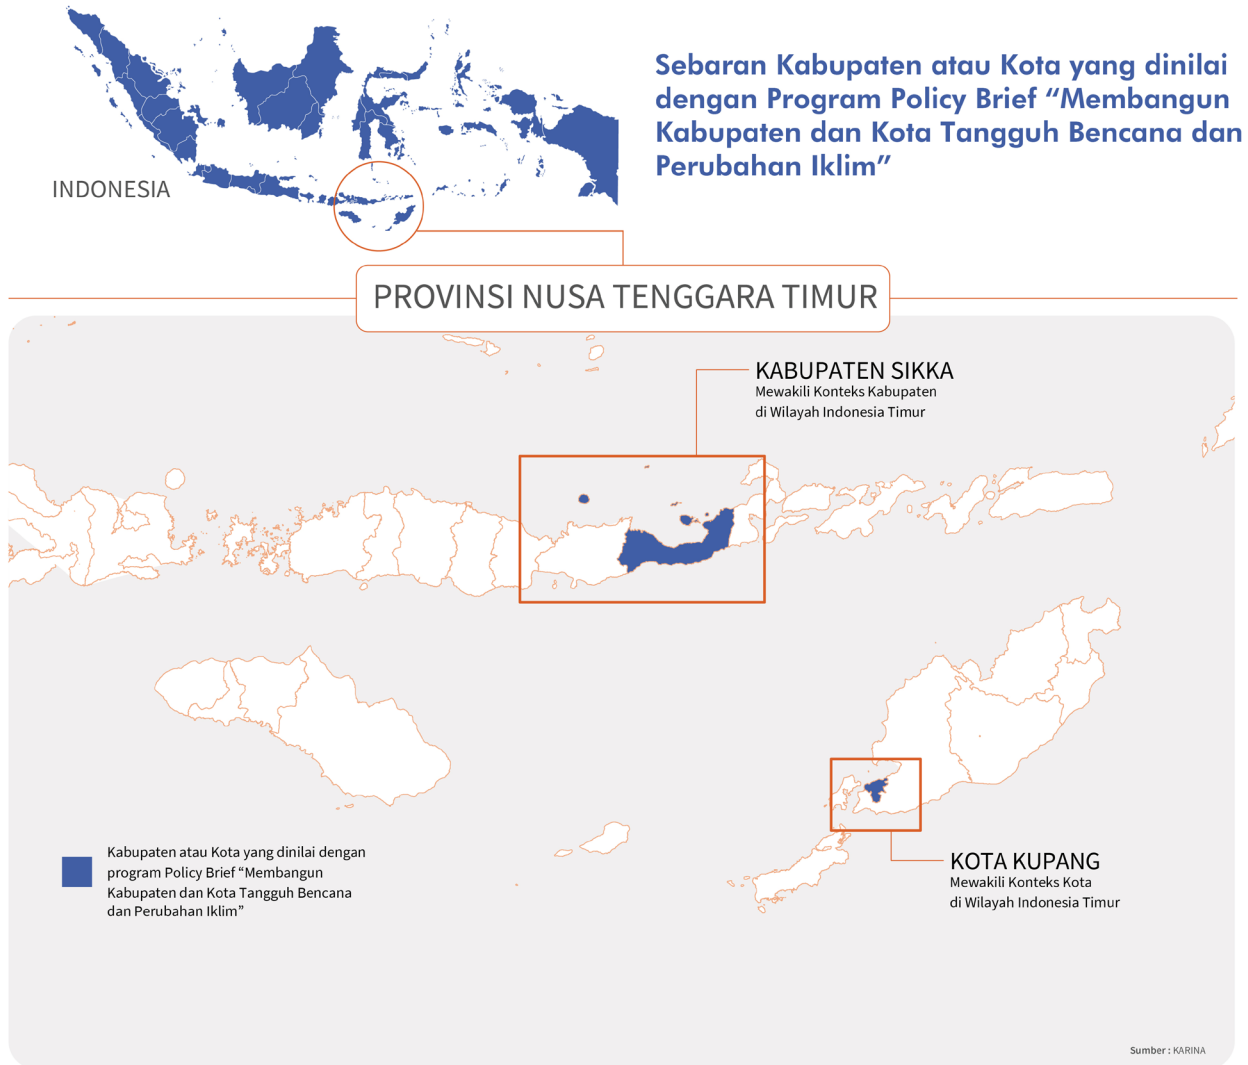 Sebaran Kabupaten atau Kota yang dinilai
dengan Program Policy Brief “Membangun
Kabupaten dan Kota Tangguh Bencana dan
Perubahan Iklim”
INDONESIA
PROVINSI NUSA TENGGARA TIMUR
KABUPATEN SIKKA
Mewakili Konteks Kabupaten
di Wilayah Indonesia Timur
Kabupaten atau Kota yang dinilai dengan
program Policy Brief “Membangun
Kabupaten dan Kota Tangguh Bencana
dan Perubahan Iklim”
KOTA KUPANG
Mewakili Konteks Kota
di Wilayah Indonesia Timur
Sumber : KARINA